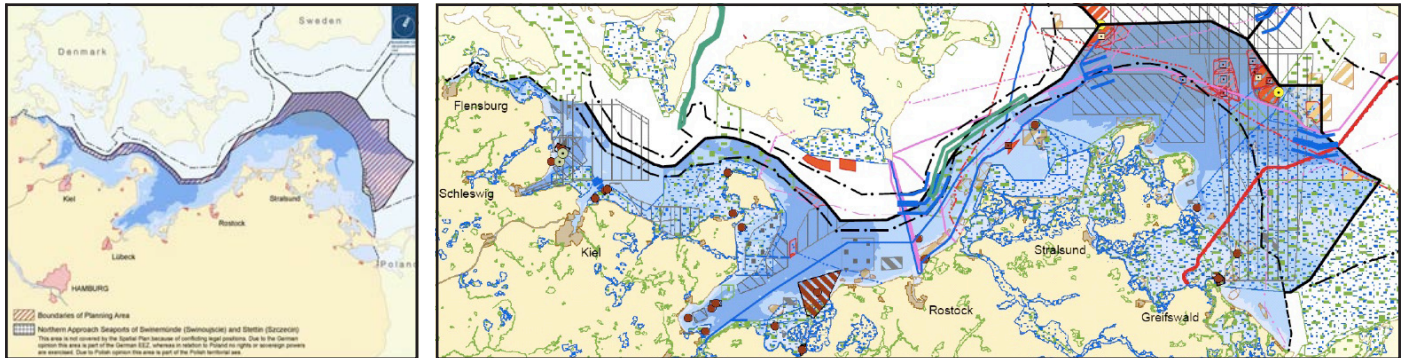 Sweden
Denmark
Kiel
Lübeck
Rostock
Stralsund
Poland
HAMBURG
Boundaries of Planning Area
Northern Approach Seaports of Swinemünde (Swinoujscie) and Stettin (Szczecin)
This area is not covered by the Spatial Plan because of conflicting legal positions. Due to the German
opinion this area is part of the German EEZ, whereas in relation to Poland no rights or sovereign powers
are exercised. Due to Polish opinion this area is part of the Polish territorial sea.
Flensburg
Schleswig
Kiel
Rostock
Stralsund
Greifswald